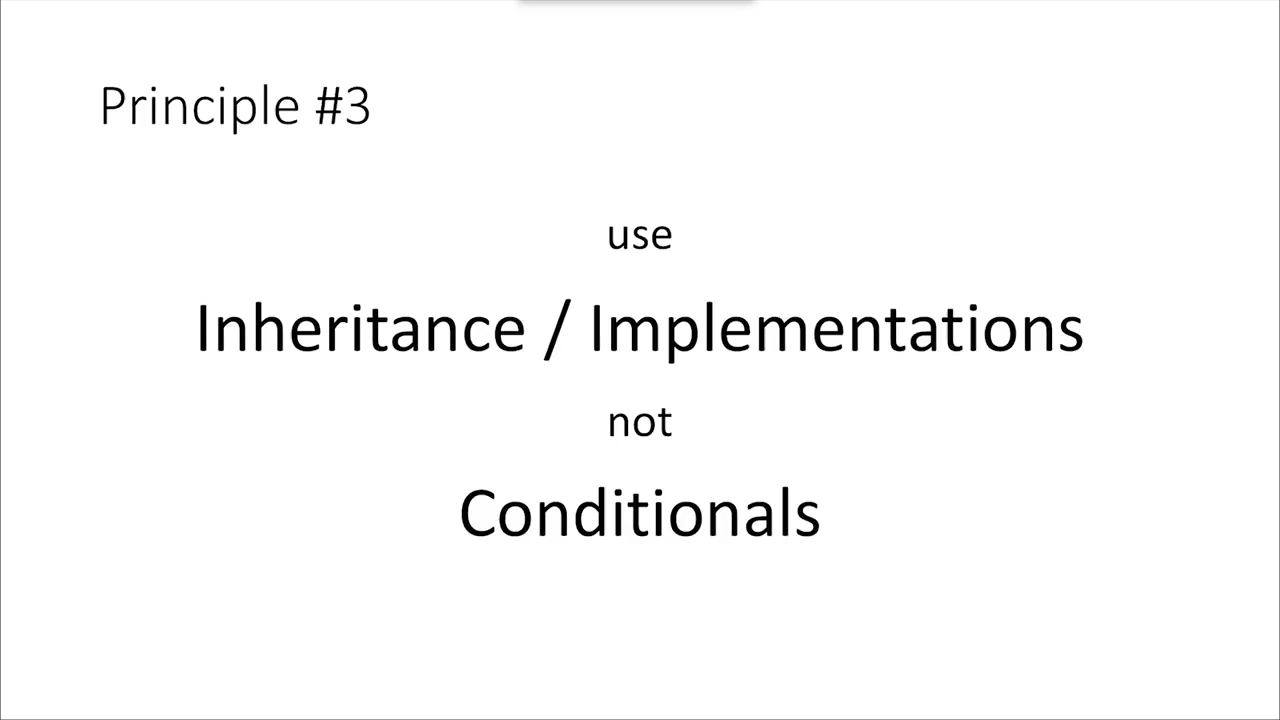 Principle #3
use
Inheritance / Implementations
not
Conditionals